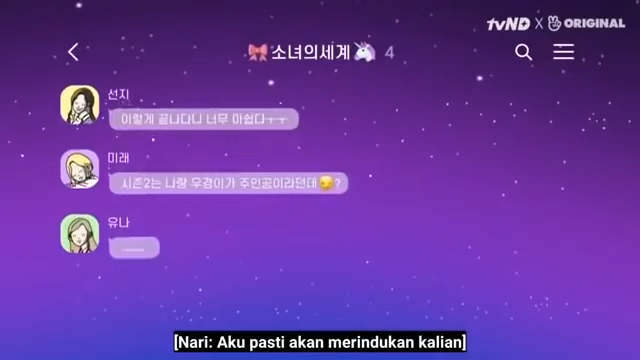 tvND X ORIGINAL
소녀의세계 4
선지
이렇게 끝나다니 너무 아쉽다ㅜㅜ
미래
시즌2는 나랑 우경이가 주인공이라던데?
유나
[Nari: Aku pasti akan merindukan kalian]